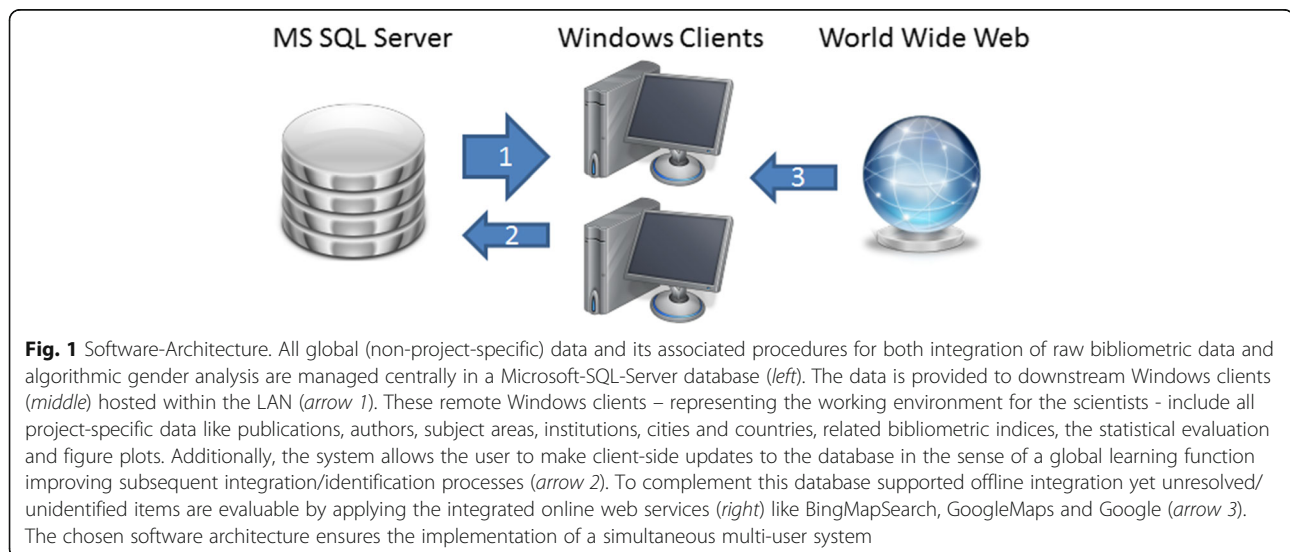 MS SQL Server Windows Clients World Wide Web
1
3
2
Fig. 1 Software-Architecture. All global (non-project-specific) data and its associated procedures for both integration of raw bibliometric data and
algorithmic gender analysis are managed centrally in a Microsoft-SQL-Server database (left). The data is provided to downstream Windows clients
(middle) hosted within the LAN (arrow 1). These remote Windows clients – representing the working environment for the scientists - include all
project-specific data like publications, authors, subject areas, institutions, cities and countries, related bibliometric indices, the statistical evaluation
and figure plots. Additionally, the system allows the user to make client-side updates to the database in the sense of a global learning function
improving subsequent integration/identification processes (arrow 2). To complement this database supported offline integration yet unresolved/
unidentified items are evaluable by applying the integrated online web services (right) like BingMapSearch, GoogleMaps and Google (arrow 3).
The chosen software architecture ensures the implementation of a simultaneous multi-user system